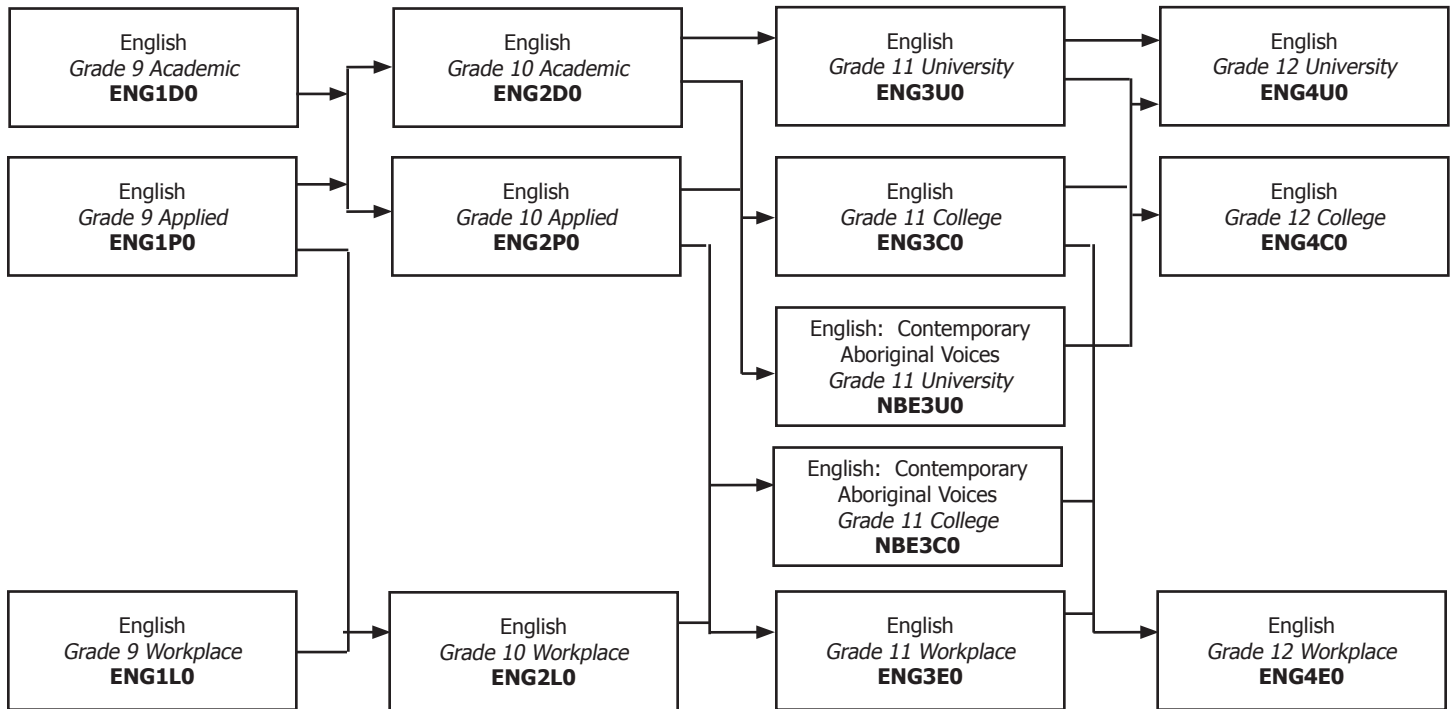 English
Grade 9 Academic
ENG1D0
English
Grade 10 Academic
ENG2D0
English
Grade 11 University
ENG3U0
English
Grade 12 University
ENG4U0
English
Grade 9 Applied
ENG1P0
English
Grade 10 Applied
ENG2P0
English
Grade 11 College
ENG3C0
English
Grade 12 College
ENG4C0
English: Contemporary
Aboriginal Voices
Grade 11 University
NBE3U0
English: Contemporary
Aboriginal Voices
Grade 11 College
NBE3C0
English
Grade 9 Workplace
ENG1L0
English
Grade 10 Workplace
ENG2L0
English
Grade 11 Workplace
ENG3E0
English
Grade 12 Workplace
ENG4E0